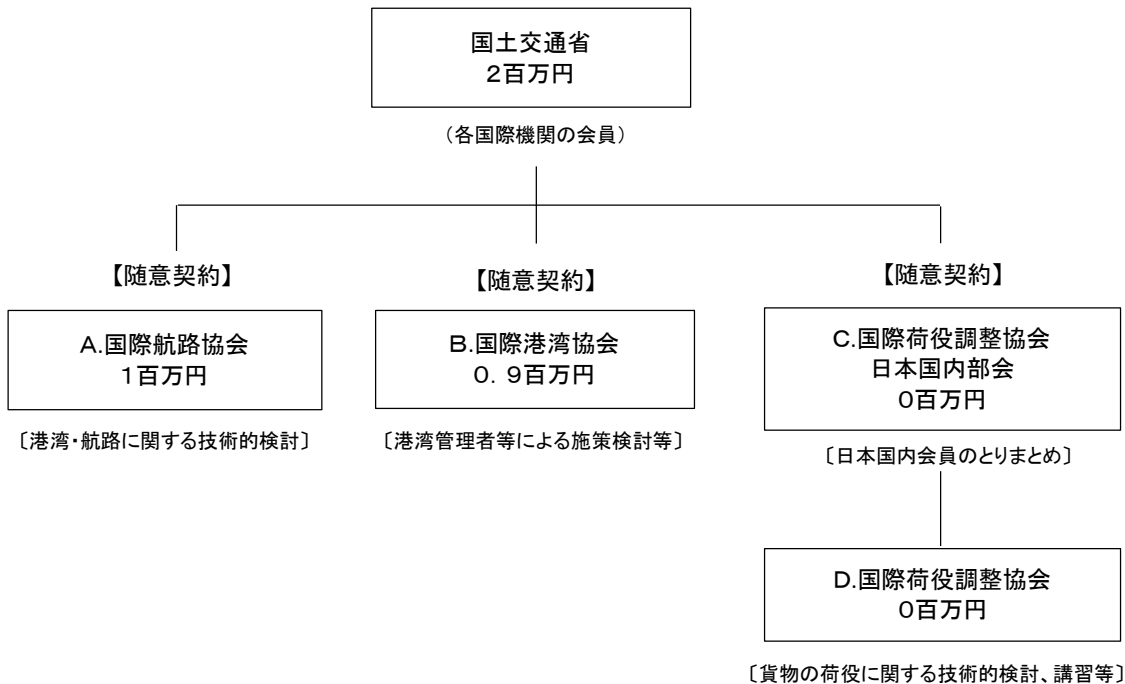 国土交通省
2百万円
（各国際機関の会員）
【随意契約】
【随意契約】
【随意契約】
A.国際航路協会
1百万円
B.国際港湾協会
0．9百万円
C.国際荷役調整協会
日本国内部会
0百万円
〔港湾・航路に関する技術的検討〕
〔港湾管理者等による施策検討等〕
〔日本国内会員のとりまとめ〕
D.国際荷役調整協会
0百万円
〔貨物の荷役に関する技術的検討、講習等〕